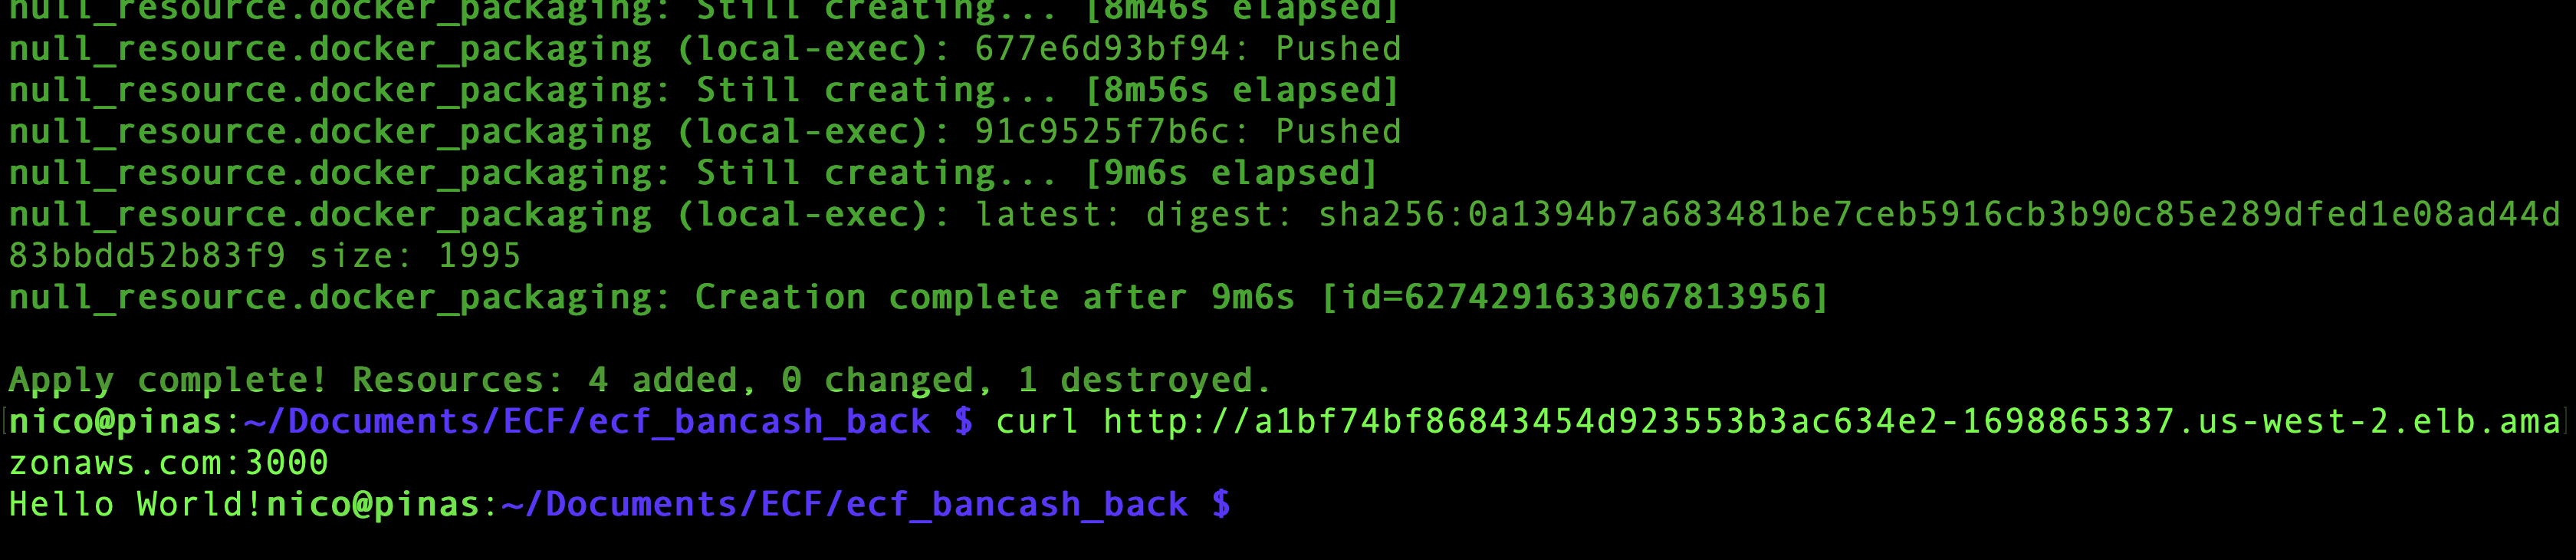 null_resource.docker_packaging: Still creating... [8m46s elapsed]
null_resource.docker_packaging (local-exec): 677e6d93bf94: Pushed
null_resource.docker_packaging: Still creating... [8m56s elapsed]
null_resource.docker_packaging (local-exec): 91c9525f7b6c: Pushed
null_resource.docker_packaging: Still creating... [9m6s elapsed]
null_resource.docker_packaging (local-exec): latest: digest: sha256:0a1394b7a683481be7ceb5916cb3b90c85e289dfed1e08ad44d
83bbdd52b83f9 size: 1995
null_resource.docker_packaging: Creation complete after 9m6s [id=6274291633067813956]
Apply complete! Resources: 4 added, 0 changed, 1 destroyed.
nico@pinas:~/Documents/ECF/ecf_bancash_back $ curl http://a1bf74bf86843454d923553b3ac634e2-1698865337.us-west-2.elb.ama
zonaws.com:3000
Hello World!nico@pinas:~/Documents/ECF/ecf_bancash_back $